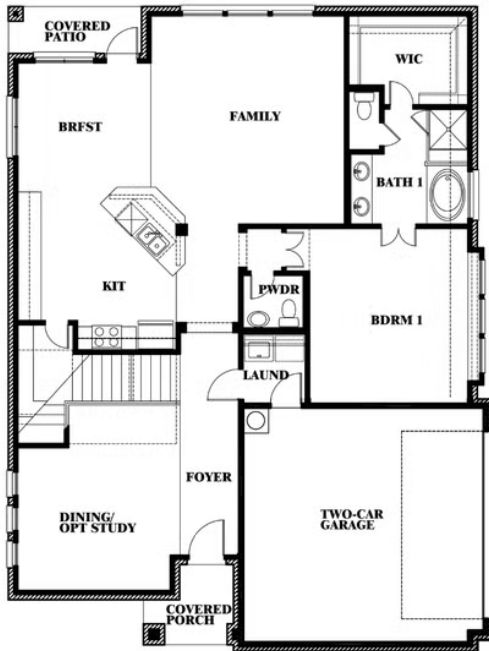 COVERED
PATIO
WIC
FAMILY
BRFST
BATH 1
KIT
PWDR
BDRM 1
LAUND
FOYER
DINING/
OPT STUDY
TWO-CAR
GARAGE
COVERED
PORCH